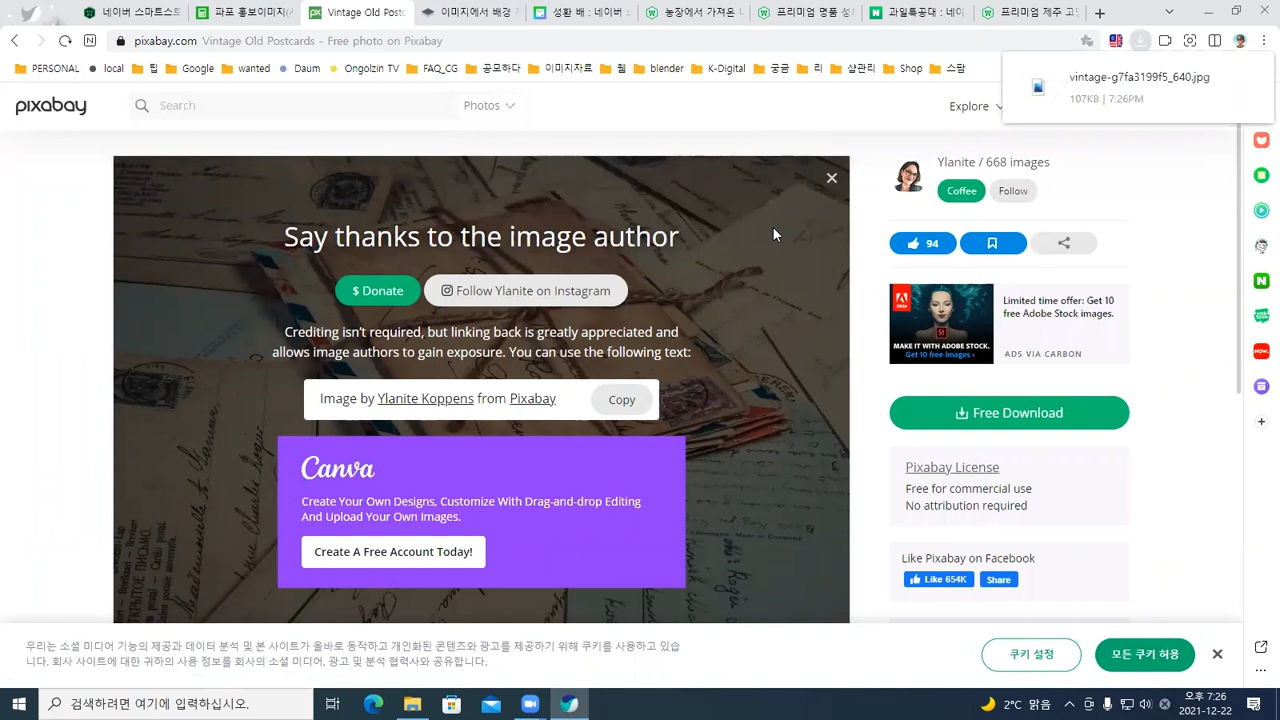 네이버 스마트스토
파포 홍보이미지
Vintage Old Postc
이미지에서 배경
생활 배 : 네이버
농장에서 가져온
프리미엄 명품 생
과일특공대 : 네이
프리미엄 제주 고
pixabay.com Vintage Old Postcards - Free photo on Pixabay
PERSONAL
local
팁
Google
wanted
Daum
Ongolzin TV
FAQ_CG
공모하다
이미지자료
웹
blender
K-Digital
궁금
리
샵관리
Shop
스팜
vintage-g7fa3199f5_640.jpg
107KB | 7:26PM
pixabay
Search
Photos
Explore
Ylanite / 668 images
Coffee
Follow
Say thanks to the image author
94
$ Donate
Follow Ylanite on Instagram
Limited time offer: Get 10
free Adobe Stock images.
Adobe
St
MAKE IT WITH ADOBE STOCK.
Get 10 free images ›
ADS VIA CARBON
Crediting isn't required, but linking back is greatly appreciated and
allows image authors to gain exposure. You can use the following text:
Image by Ylanite Koppens from Pixabay
Copy
Free Download
Canva
Create Your Own Designs, Customize With Drag-and-drop Editing
And Upload Your Own Images.
Create A Free Account Today!
Pixabay License
Free for commercial use
No attribution required
Like Pixabay on Facebook
Like 654K
Share
우리는 소셜 미디어 기능의 제공과 데이터 분석 및 본 사이트가 올바로 동작하고 개인화된 콘텐츠와 광고를 제공하기 위해 쿠키를 사용하고 있습
니다. 회사 사이트에 대한 귀하의 사용 정보를 회사의 소셜 미디어, 광고 및 분석 협력사와 공유합니다.
쿠키 설정
모든 쿠키 허용
검색하려면 여기에 입력하십시오.
2°C 맑음
오후 7:26
2021-12-22